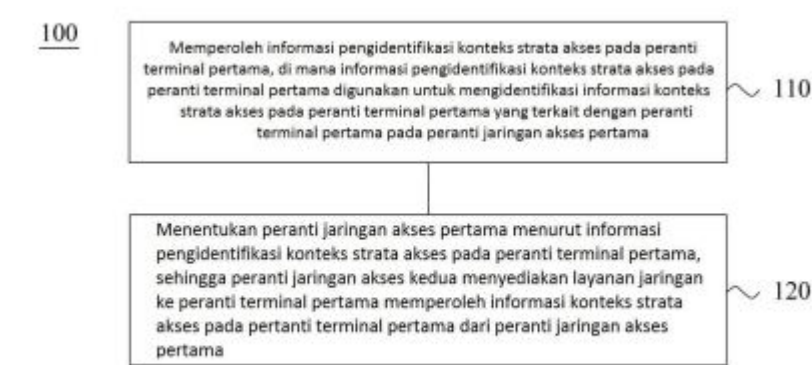 100
Memperoleh informasi pengidentifikasi konteks strata akses pada peranti
terminal pertama, di mana informasi pengidentifikasi konteks strata akses pada
peranti terminal pertama digunakan untuk mengidentifikasi informasi konteks
strata akses pada peranti terminal pertama yang terkait dengan peranti
terminal pertama pada peranti jaringan akses pertama
110
Menentukan peranti jaringan akses pertama menurut informasi
pengidentifikasi konteks strata akses pada peranti terminal pertama,
sehingga peranti jaringan akses kedua menyediakan layanan jaringan
ke peranti terminal pertama memperoleh informasi konteks strata
akses pada pertanti terminal pertama dari peranti jaringan akses
pertama
120